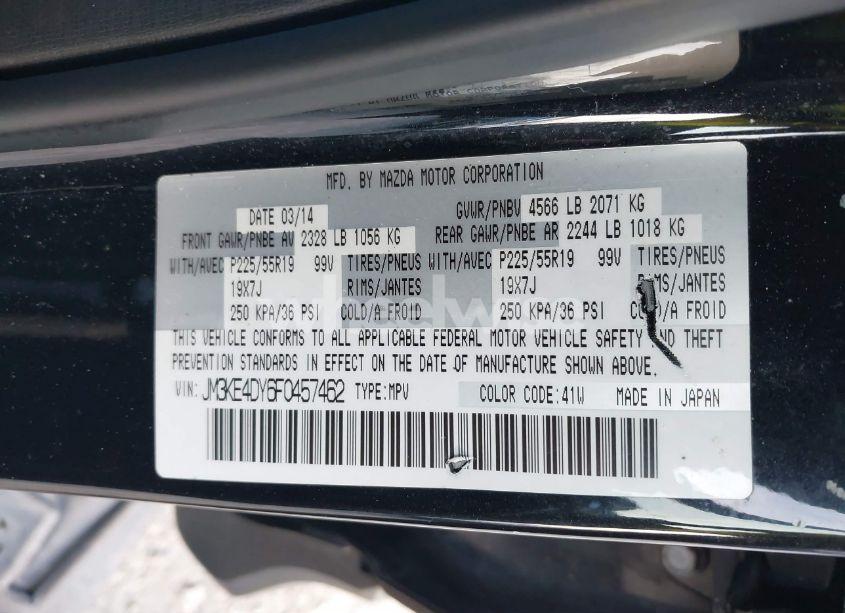 BY MAZDA MOTOR CORPORATION
MFD. BY MAZDA MOTOR CORPORATION
DATE 03/14 GVWR/PNBV 4566 LB 2071 KG
FRONT GAWR/PNBE AV 2328 LB 1056 KG REAR GAWR/PNBE AR 2244 LB 1018 KG
WITH/AVEC P225/55R19 99V TIRES/PNEUS WITH/AVEC P225/55R19 99V TIRES/PNEUS
19X7J RIMS/JANTES 19X7J RIMS/JANTES
250 KPA/36 PSI COLD/A FROID 250 KPA/36 PSI COLD/A FROID
THIS VEHICLE CONFORMS TO ALL APPLICABLE FEDERAL MOTOR VEHICLE SAFETY AND THEFT
PREVENTION STANDARDS IN EFFECT ON THE DATE OF MANUFACTURE SHOWN ABOVE.
VIN: JM3KE4DY6F0457462 TYPE:MPV COLOR CODE:41W MADE IN JAPAN